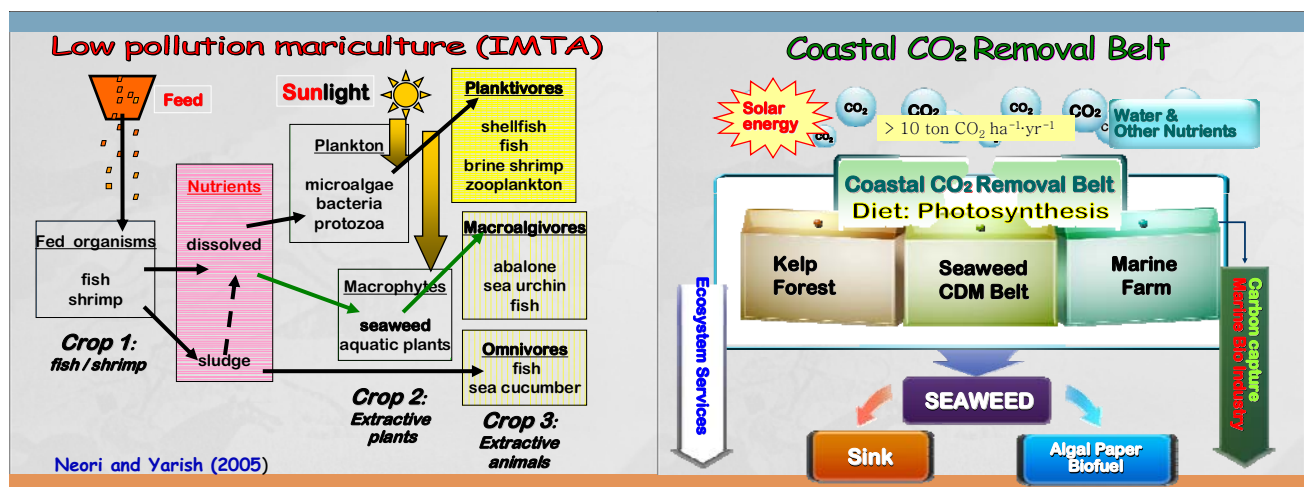 Low pollution mariculture (IMTA)
Feed
Sunlight
Planktivores
shellfish
fish
brine shrimp
zooplankton
Plankton
microalgae
bacteria
protozoa
Nutrients
dissolved
sludge
Fed organisms
fish
shrimp
Macroalgivores
abalone
sea urchin
fish
Macrophytes
seaweed
aquatic plants
Omnivores
fish
sea cucumber
Crop 1:
fish / shrimp
Crop 2:
Extractive
plants
Crop 3:
Extractive
animals
Neori and Yarish (2005)
Coastal CO₂ Removal Belt
Solar
energy
CO₂
CO₂
CO₂
CO₂
CO₂
> 10 ton CO₂ ha⁻¹·yr⁻¹
Water &
Other Nutrients
Coastal CO₂ Removal Belt
Diet: Photosynthesis
Kelp
Forest
Seaweed
CDM Belt
Marine
Farm
Ecosystem Services
Carbon capture
Marine Bio Industry
SEAWEED
Sink
Algal Paper
Biofuel